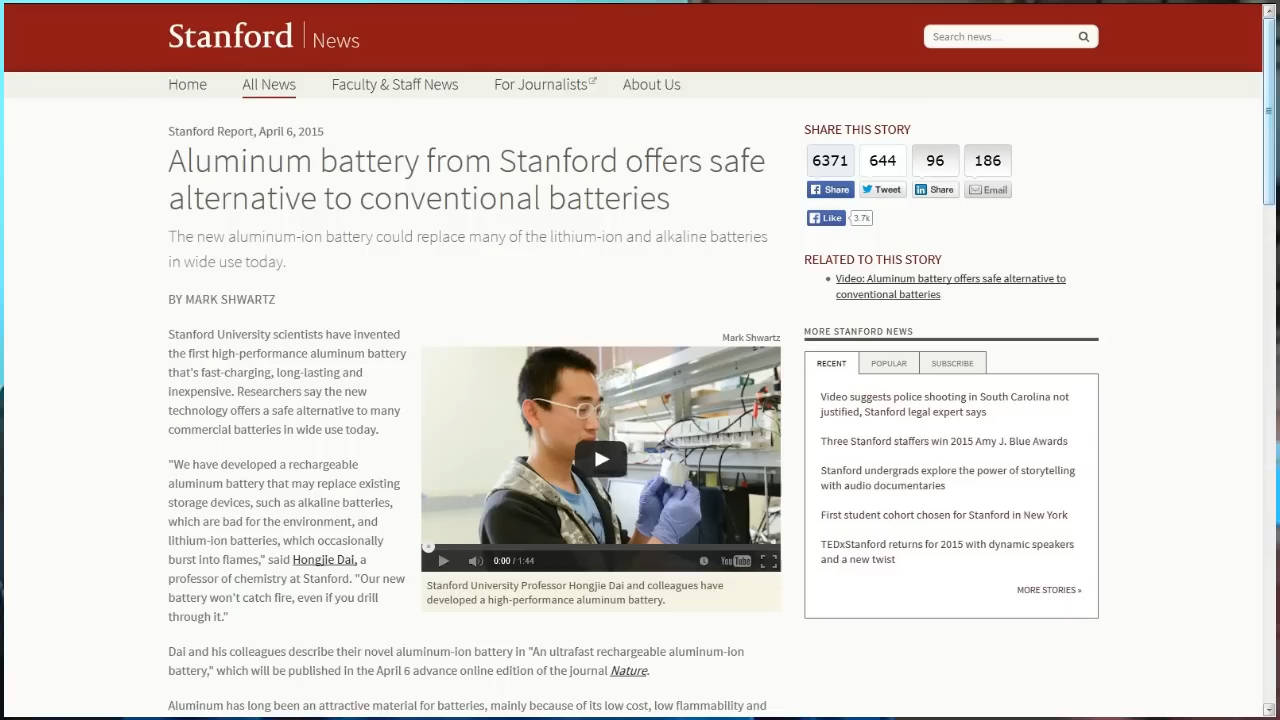 Stanford News
Search news...
Home All News Faculty & Staff News For Journalists About Us
Stanford Report, April 6, 2015
Aluminum battery from Stanford offers safe
alternative to conventional batteries
The new aluminum-ion battery could replace many of the lithium-ion and alkaline batteries
in wide use today.
BY MARK SHWARTZ
Stanford University scientists have invented
the first high-performance aluminum battery
that's fast-charging, long-lasting and
inexpensive. Researchers say the new
technology offers a safe alternative to many
commercial batteries in wide use today.
"We have developed a rechargeable
aluminum battery that may replace existing
storage devices, such as alkaline batteries,
which are bad for the environment, and
lithium-ion batteries, which occasionally
burst into flames," said Hongjie Dai, a
professor of chemistry at Stanford. "Our new
battery won't catch fire, even if you drill
through it."
Mark Shwartz
0:00 / 1:44
YouTube
Stanford University Professor Hongjie Dai and colleagues have
developed a high-performance aluminum battery.
Dai and his colleagues describe their novel aluminum-ion battery in "An ultrafast rechargeable aluminum-ion
battery," which will be published in the April 6 advance online edition of the journal Nature.
Aluminum has long been an attractive material for batteries, mainly because of its low cost, low flammability and
SHARE THIS STORY
6371 644 96 186
Share Tweet Share Email
Like 3.7k
RELATED TO THIS STORY
Video: Aluminum battery offers safe alternative to
conventional batteries
MORE STANFORD NEWS
RECENT POPULAR SUBSCRIBE
Video suggests police shooting in South Carolina not
justified, Stanford legal expert says
Three Stanford staffers win 2015 Amy J. Blue Awards
Stanford undergrads explore the power of storytelling
with audio documentaries
First student cohort chosen for Stanford in New York
TEDxStanford returns for 2015 with dynamic speakers
and a new twist
MORE STORIES »